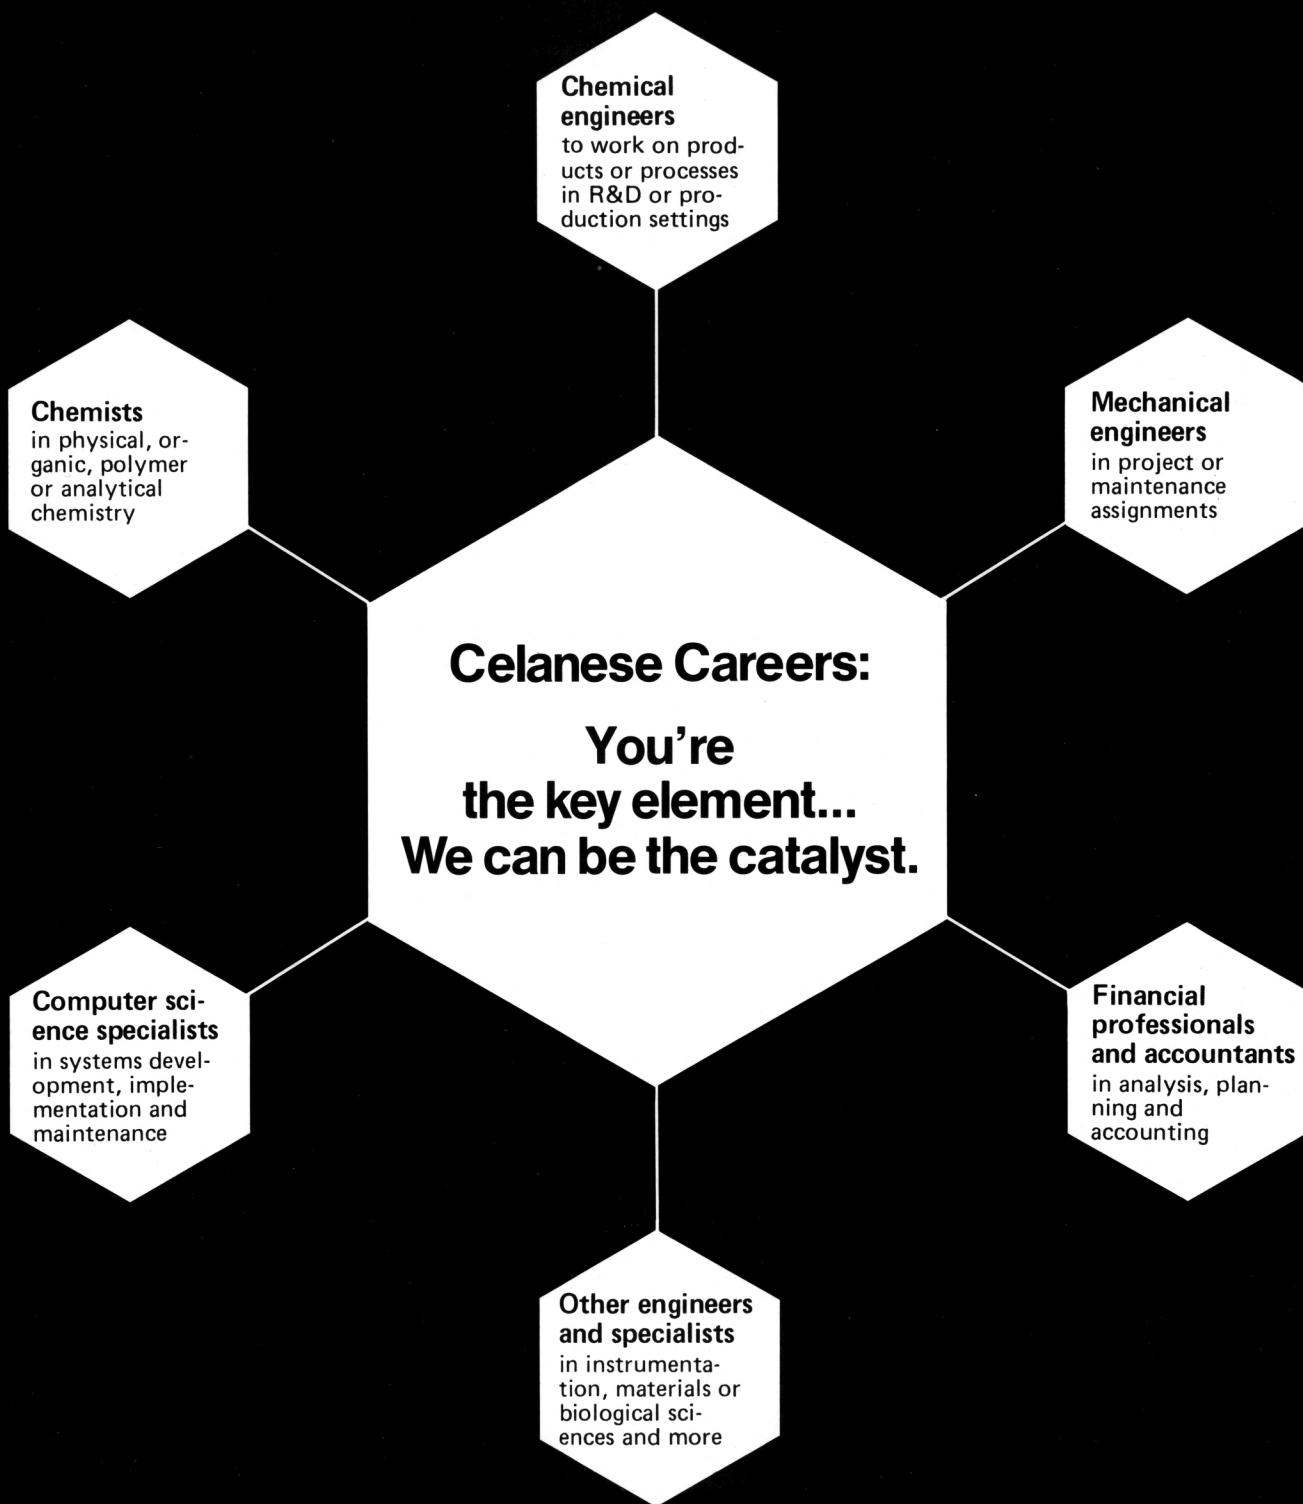 Chemical
engineers
to work on prod-
ucts or processes
in R&D or pro-
duction settings
Chemists
in physical, or-
ganic, polymer
or analytical
chemistry
Mechanical
engineers
in project or
maintenance
assignments
Celanese Careers:
You're
the key element...
We can be the catalyst.
Computer sci-
ence specialists
in systems devel-
opment, imple-
mentation and
maintenance
Financial
professionals
and accountants
in analysis, plan-
ning and
accounting
Other engineers
and specialists
in instrumenta-
tion, materials or
biological sci-
ences and more